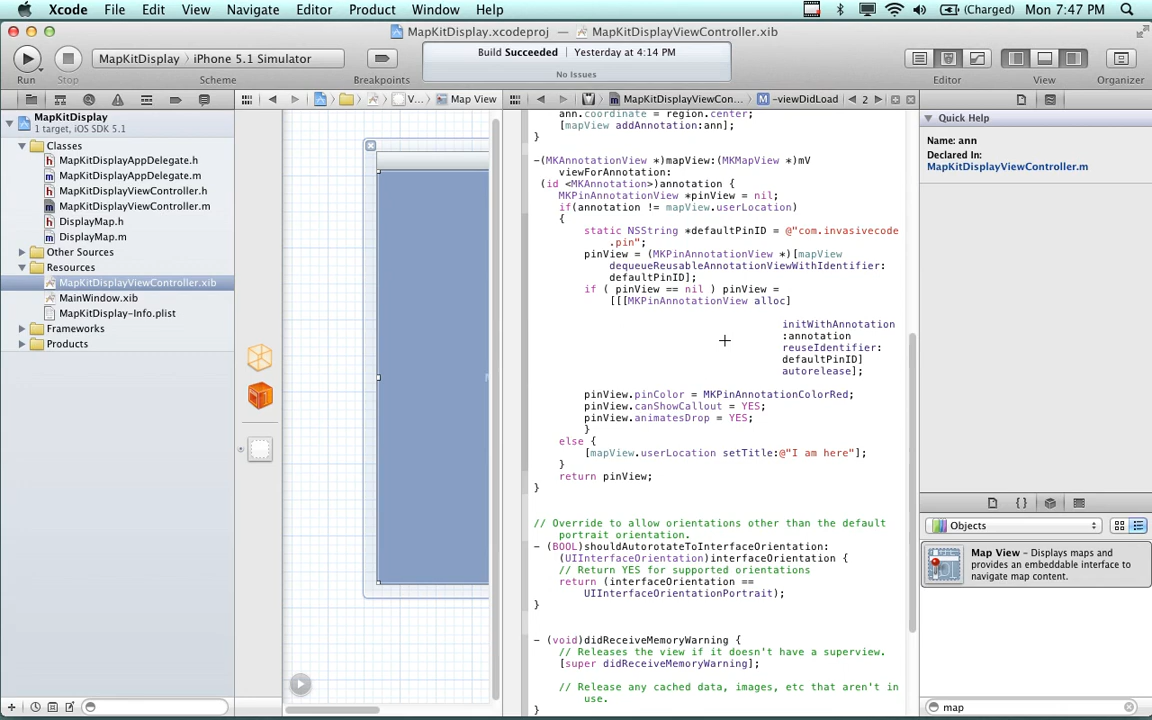 Xcode File Edit View Navigate Editor Product Window Help (Charged) Mon 7:47 PM
MapKitDisplay.xcodeproj — MapKitDisplayViewController.xib
MapKitDisplay iPhone 5.1 Simulator
Build Succeeded Yesterday at 4:14 PM
No Issues
Run Stop Scheme Breakpoints Editor View Organizer
V... Map View MapKitDisplayViewCon... M -viewDidLoad 2
MapKitDisplay
1 target, iOS SDK 5.1
Classes
MapKitDisplayAppDelegate.h
MapKitDisplayAppDelegate.m
MapKitDisplayViewController.h
MapKitDisplayViewController.m
DisplayMap.h
DisplayMap.m
Other Sources
Resources
MapKitDisplayViewController.xib
MainWindow.xib
MapKitDisplay-Info.plist
Frameworks
Products
ann.coordinate = region.center;
[mapView addAnnotation:ann];
}
-(MKAnnotationView *)mapView:(MKMapView *)mV
viewForAnnotation:
(id <MKAnnotation>)annotation {
MKPinAnnotationView *pinView = nil;
if(annotation != mapView.userLocation)
{
static NSString *defaultPinID = @"com.invasivecode
.pin";
pinView = (MKPinAnnotationView *)[mapView
dequeueReusableAnnotationViewWithIdentifier:
defaultPinID];
if ( pinView == nil ) pinView =
[[[MKPinAnnotationView alloc]
initWithAnnotation
:annotation
reuseIdentifier:
defaultPinID]
autorelease];
pinView.pinColor = MKPinAnnotationColorRed;
pinView.canShowCallout = YES;
pinView.animatesDrop = YES;
}
else {
[mapView.userLocation setTitle:@"I am here"];
}
return pinView;
}
// Override to allow orientations other than the default
portrait orientation.
- (BOOL)shouldAutorotateToInterfaceOrientation:
(UIInterfaceOrientation)interfaceOrientation {
// Return YES for supported orientations
return (interfaceOrientation ==
UIInterfaceOrientationPortrait);
}
- (void)didReceiveMemoryWarning {
// Releases the view if it doesn't have a superview.
[super didReceiveMemoryWarning];
// Release any cached data, images, etc that aren't in
use.
}
Quick Help
Name: ann
Declared In:
MapKitDisplayViewController.m
Objects
Map View - Displays maps and
provides an embeddable interface to
navigate map content.
map